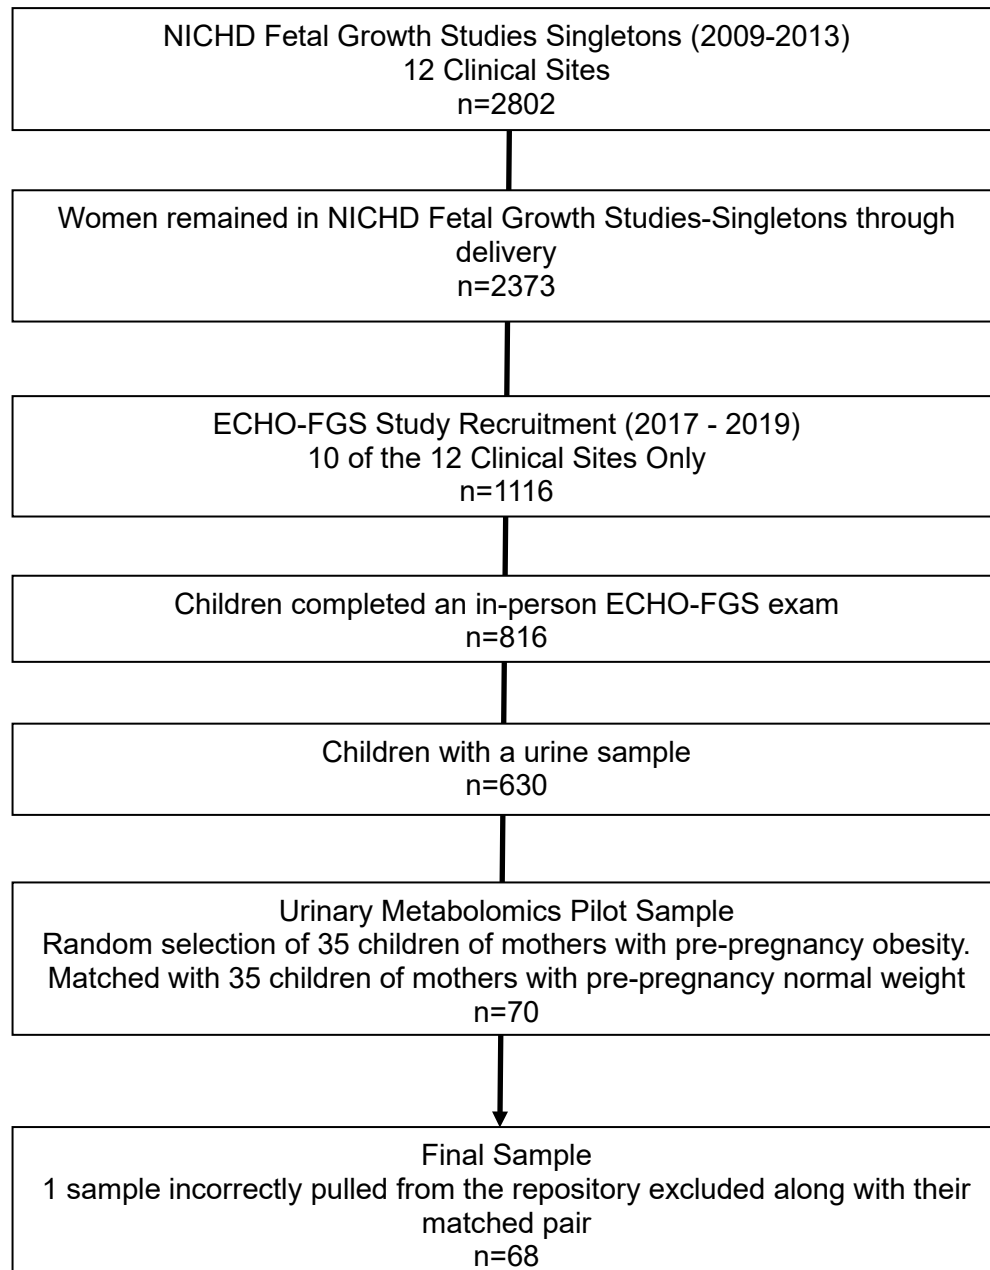 NICHD Fetal Growth Studies Singletons (2009-2013)
12 Clinical Sites
n=2802
Women remained in NICHD Fetal Growth Studies-Singletons through
delivery
n=2373
ECHO-FGS Study Recruitment (2017 - 2019)
10 of the 12 Clinical Sites Only
n=1116
Children completed an in-person ECHO-FGS exam
n=816
Children with a urine sample
n=630
Urinary Metabolomics Pilot Sample
Random selection of 35 children of mothers with pre-pregnancy obesity.
Matched with 35 children of mothers with pre-pregnancy normal weight
n=70
Final Sample
1 sample incorrectly pulled from the repository excluded along with their
matched pair
n=68